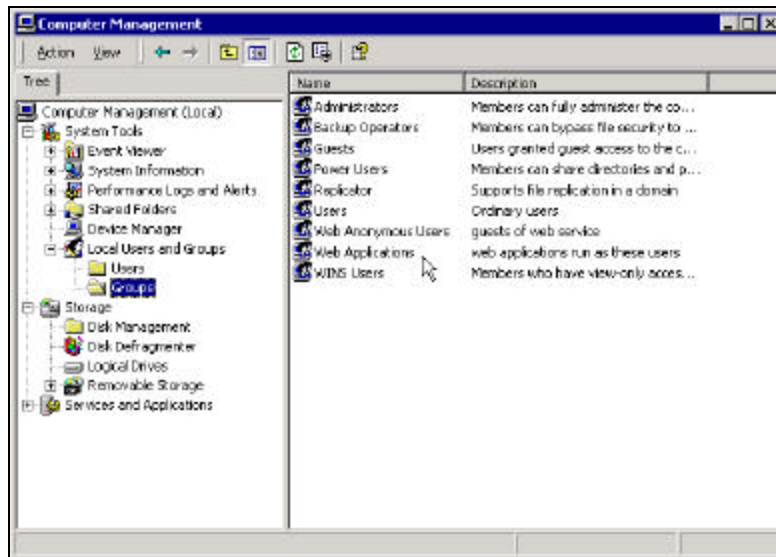 Computer Management
Action View
Tree
Name Description
Computer Management (Local)
System Tools
Event Viewer
System Information
Performance Logs and Alerts
Shared Folders
Device Manager
Local Users and Groups
Users
Groups
Storage
Disk Management
Disk Defragmenter
Logical Drives
Removable Storage
Services and Applications
Administrators Members can fully administer the co...
Backup Operators Members can bypass file security to ...
Guests Users granted guest access to the c...
Power Users Members can share directories and p...
Replicator Supports file replication in a domain
Users Ordinary users
Web Anonymous Users guests of web service
Web Applications web applications run as these users
WINS Users Members who have view-only acces...